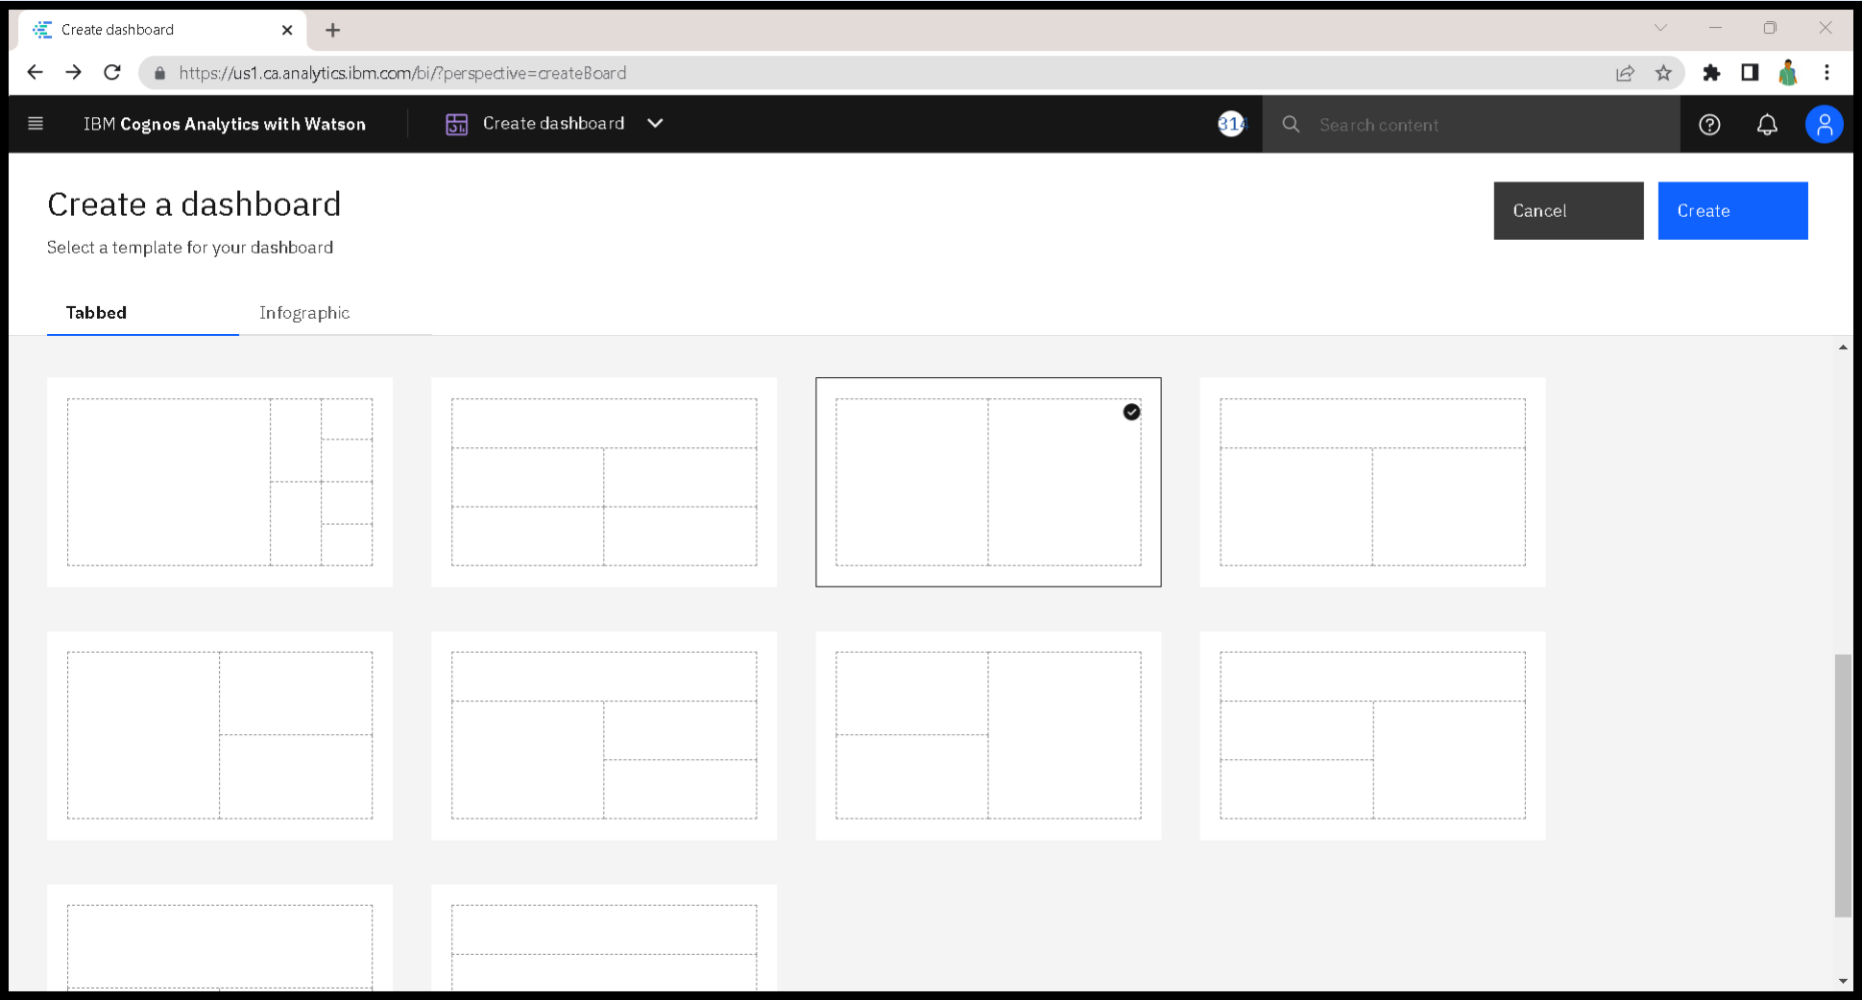 Create dashboard
https://us1.ca.analytics.ibm.com/bi/?perspective=createBoard
IBM Cognos Analytics with Watson
Create dashboard
314
Search content
Create a dashboard
Cancel
Create
Select a template for your dashboard
Tabbed
Infographic